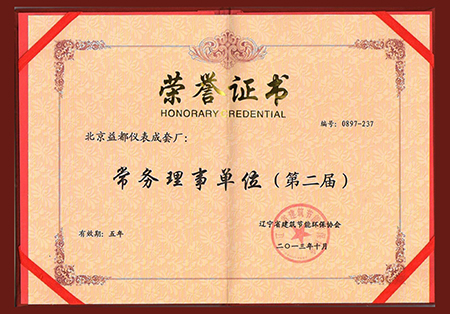 荣誉证书
HONORARY CREDENTIAL
编号：0897-237
北京益都仪表成套厂：
常务理事单位（第二届）
辽宁省建筑节能环保协会
有效期：五年
二〇一三年十月